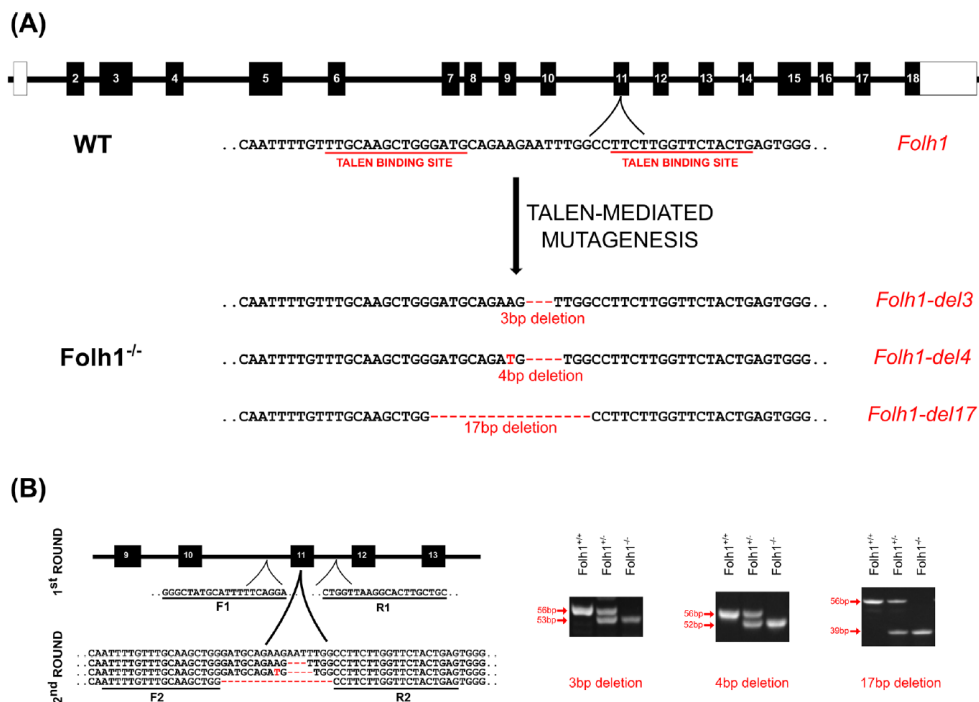 (A)
2 3 4 5 6 7 8 9 10 11 12 13 14 15 16 17 18
WT
..CAATTTTGTTTGCAAGCTGGGATGCAGAAGAATTTGGCCTTCTTGGTTCTACTGAGTGGG..
Folh1
TALEN BINDING SITE TALEN BINDING SITE
TALEN-MEDIATED
MUTAGENESIS
..CAATTTTGTTTGCAAGCTGGGATGCAGAAG---TTGGCCTTCTTGGTTCTACTGAGTGGG..
Folh1-del3
3bp deletion
Folh1-/-
..CAATTTTGTTTGCAAGCTGGGATGCAGATG----TGGCCTTCTTGGTTCTACTGAGTGGG..
Folh1-del4
4bp deletion
..CAATTTTGTTTGCAAGCTGG-----------------CCTTCTTGGTTCTACTGAGTGGG..
Folh1-del17
17bp deletion
(B)
1st ROUND
9 10 11 12 13
GGGCTATGCATTTTTCAGGA.. ..CTGGTTAAGGCACTTGCTGC..
F1 R1
2nd ROUND
..CAATTTTGTTTGCAAGCTGGGATGCAGAAGAATTTGGCCTTCTTGGTTCTACTGAGTGGG..
..CAATTTTGTTTGCAAGCTGGGATGCAGAAG---TTGGCCTTCTTGGTTCTACTGAGTGGG..
..CAATTTTGTTTGCAAGCTGGGATGCAGATG----TGGCCTTCTTGGTTCTACTGAGTGGG..
..CAATTTTGTTTGCAAGCTGG-----------------CCTTCTTGGTTCTACTGAGTGGG..
F2 R2
Folh1+/+ Folh1+/- Folh1-/-
56bp
53bp
3bp deletion
Folh1+/+ Folh1+/- Folh1-/-
56bp
52bp
4bp deletion
Folh1+/+ Folh1+/- Folh1-/-
56bp
39bp
17bp deletion